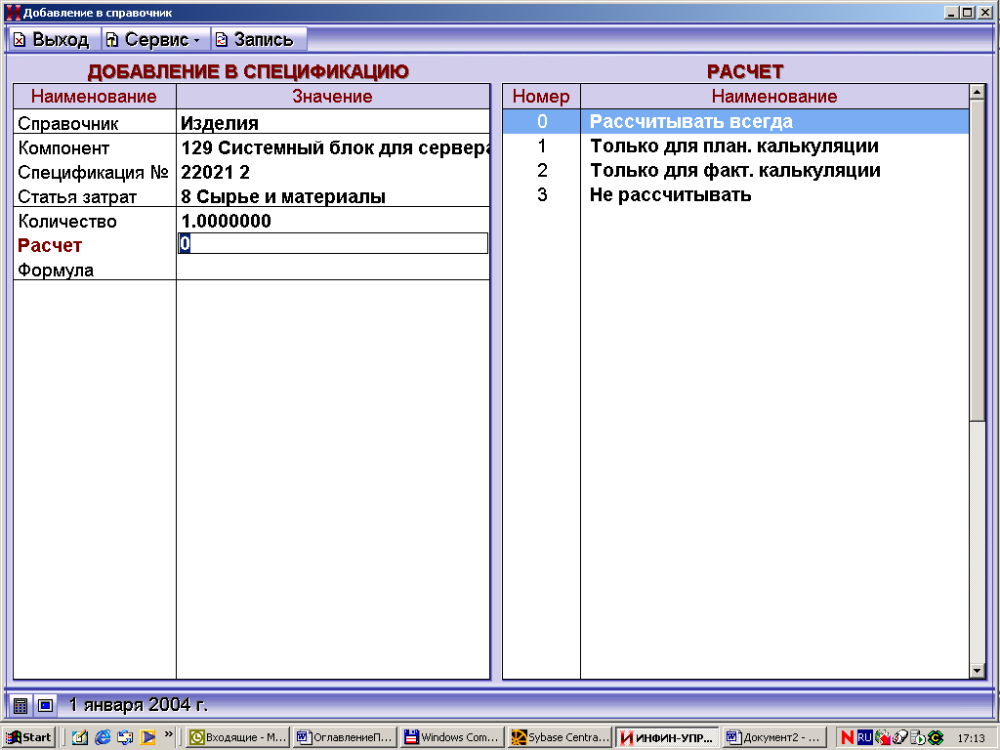 Добавление в справочник
Выход Сервис Запись
ДОБАВЛЕНИЕ В СПЕЦИФИКАЦИЮ
Наименование Значение
Справочник Изделия
Компонент 129 Системный блок для сервера
Спецификация № 22021 2
Статья затрат 8 Сырье и материалы
Количество 1.0000000
Расчет 0
Формула
РАСЧЕТ
Номер Наименование
0 Рассчитывать всегда
1 Только для план. калькуляции
2 Только для факт. калькуляции
3 Не рассчитывать
1 января 2004 г.
Start » Входящие - M... ОглавлениеП... Windows Com... Sybase Centra... ИНФИН-УПР... Документ2 - ... RU 17:13